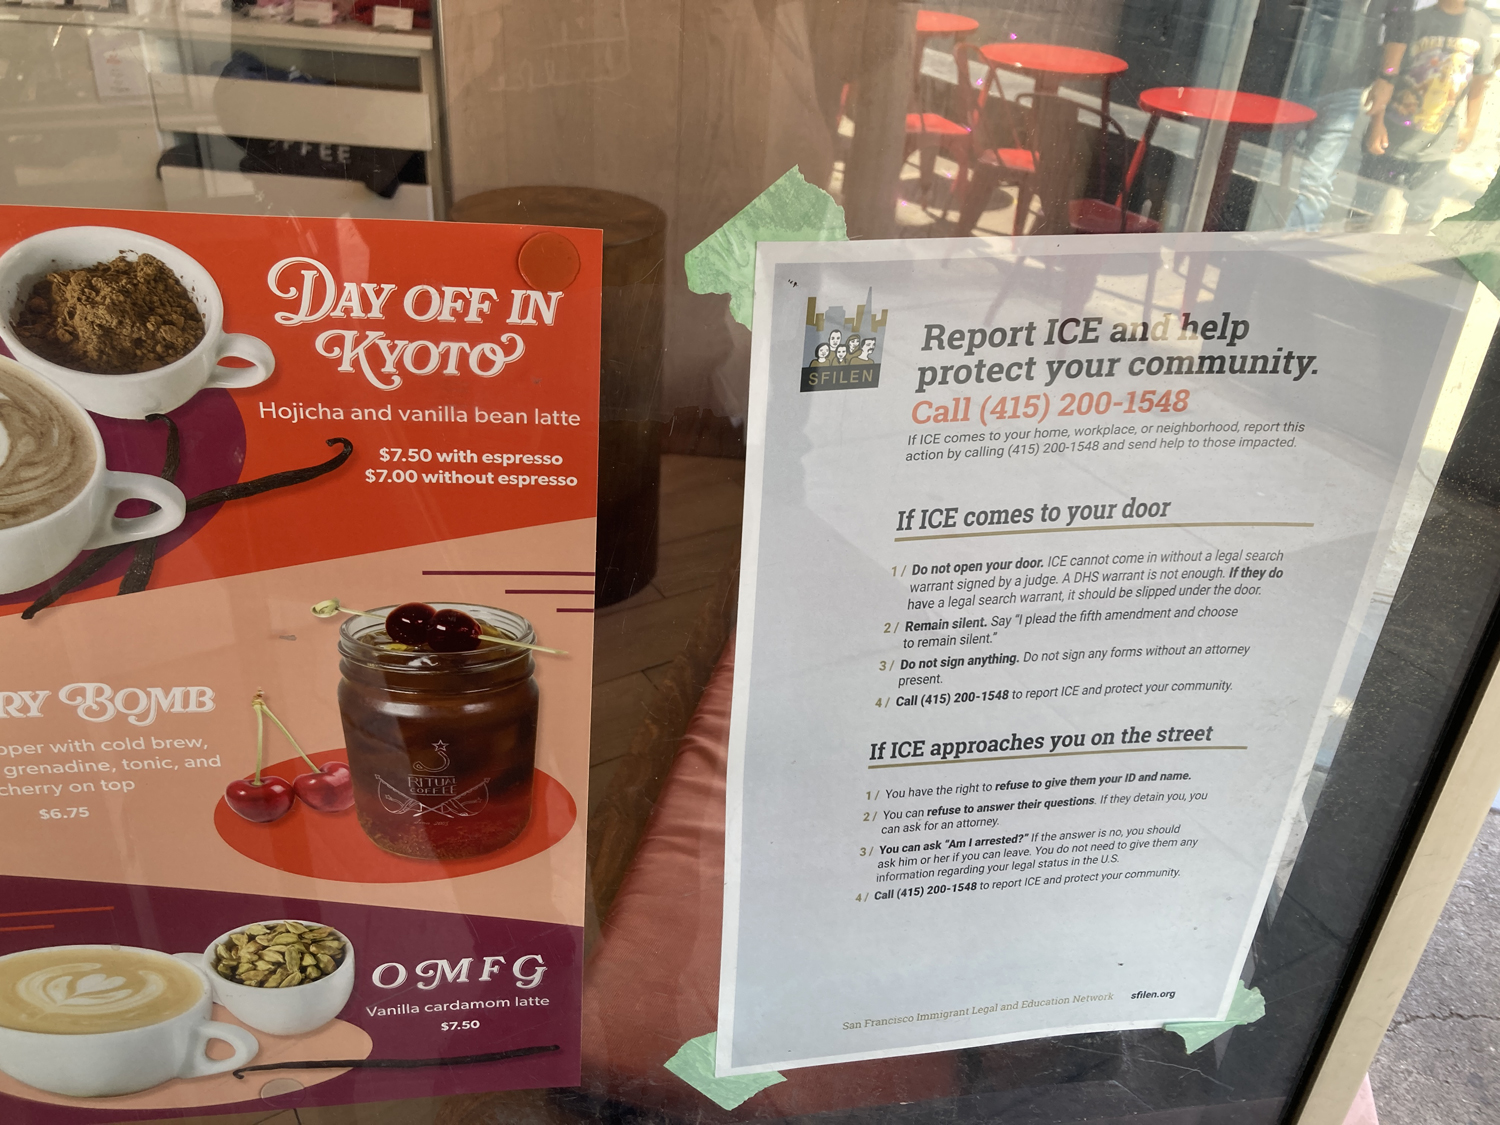 DAY OFF IN
KYOTO
Hojicha and vanilla bean latte
$7.50 with espresso
$7.00 without espresso
RY BOMB
pper with cold brew,
grenadine, tonic, and
cherry on top
$6.75
RITUAL
COFFEE
OMFG
Vanilla cardamom latte
$7.50
SFILEN
Report ICE and help
protect your community.
Call (415) 200-1548
If ICE comes to your home, workplace, or neighborhood, report this
action by calling (415) 200-1548 and send help to those impacted.
If ICE comes to your door
1/ Do not open your door. ICE cannot come in without a legal search
warrant signed by a judge. A DHS warrant is not enough. If they do
have a legal search warrant, it should be slipped under the door.
2/ Remain silent. Say "I plead the fifth amendment and choose
to remain silent."
3/ Do not sign anything. Do not sign any forms without an attorney
present.
4/ Call (415) 200-1548 to report ICE and protect your community.
If ICE approaches you on the street
1/ You have the right to refuse to give them your ID and name.
2/ You can refuse to answer their questions. If they detain you, you
can ask for an attorney.
3/ You can ask "Am I arrested?" If the answer is no, you should
ask him or her if you can leave. You do not need to give them any
information regarding your legal status in the U.S.
4/ Call (415) 200-1548 to report ICE and protect your community.
San Francisco Immigrant Legal and Education Network sfilen.org